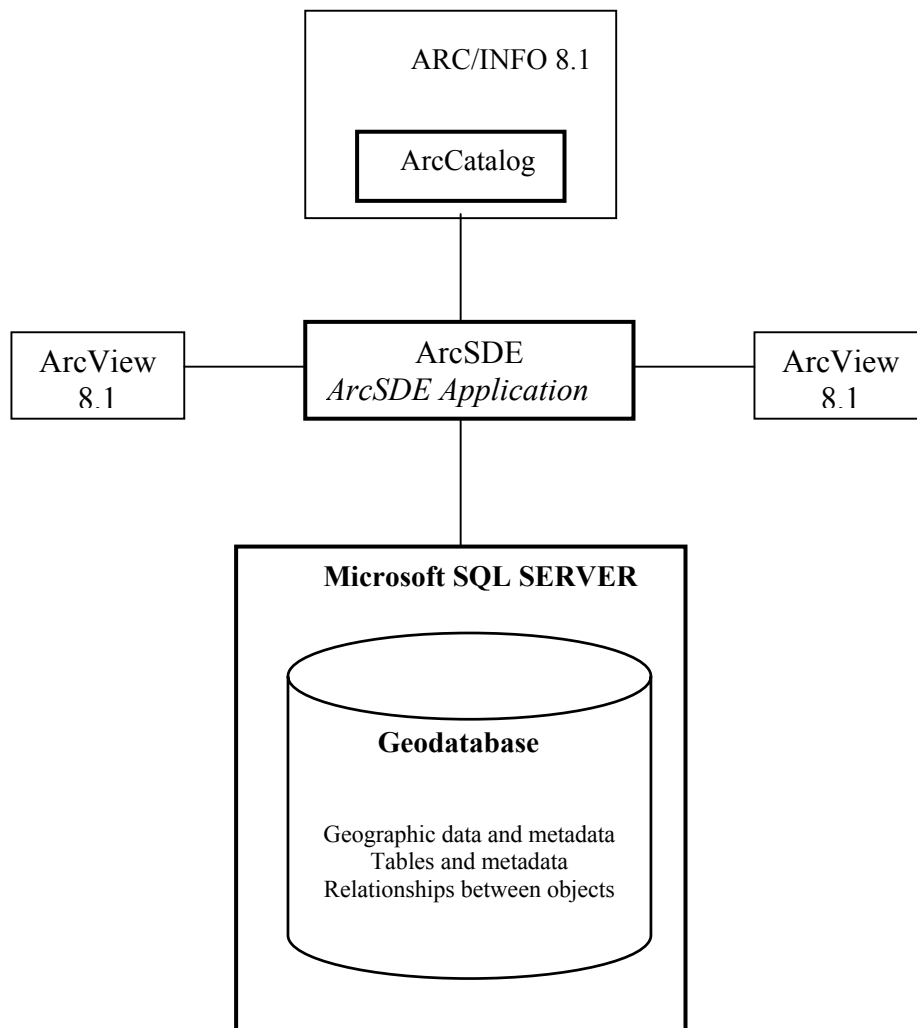 ARC/INFO 8.1
ArcCatalog
ArcView
8.1
ArcSDE
ArcSDE Application
ArcView
8.1
Microsoft SQL SERVER
Geodatabase
Geographic data and metadata
Tables and metadata
Relationships between objects